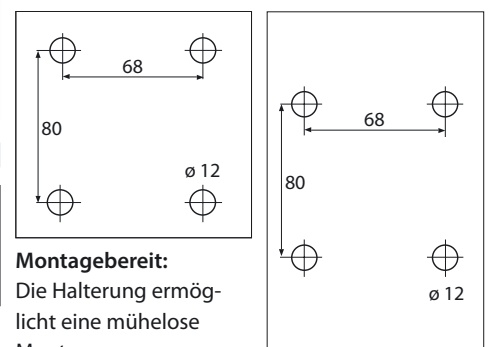 68
80
ø 12
68
80
ø 12
Montagebereit:
Die Halterung ermög-
licht eine mühelose